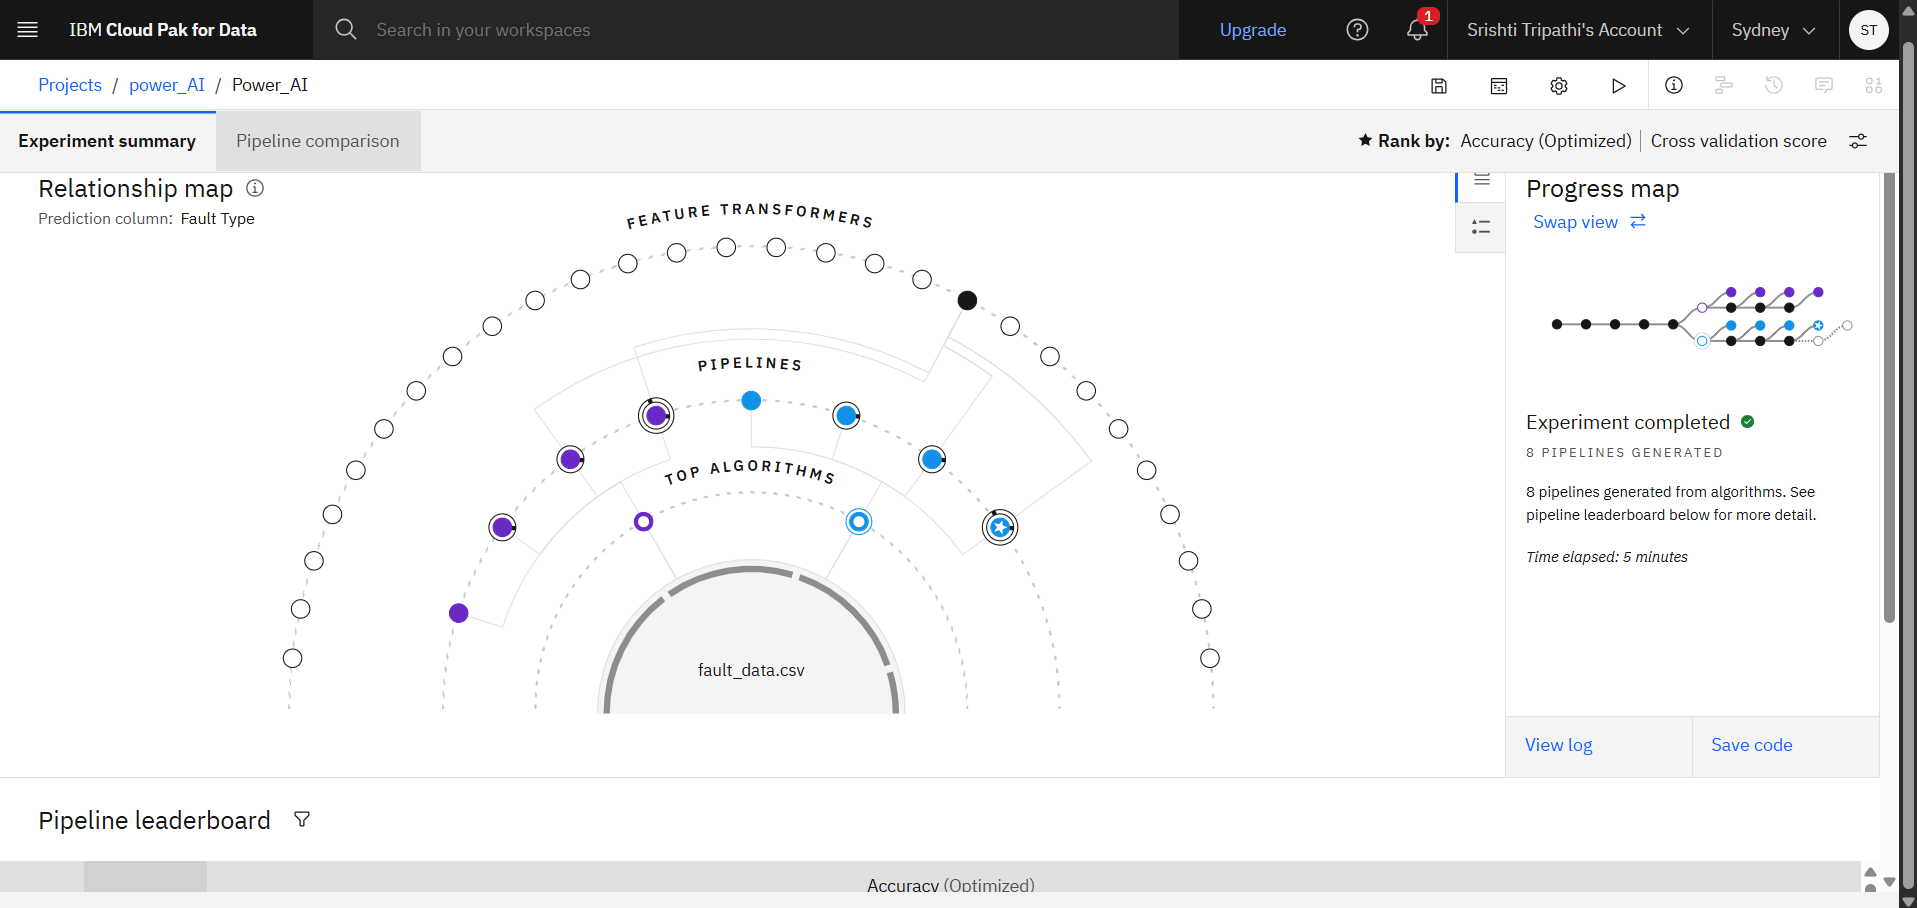 IBM Cloud Pak for Data
Search in your workspaces
Upgrade
1
Srishti Tripathi's Account
Sydney
ST
Projects / power_AI / Power_AI
Experiment summary
Pipeline comparison
Rank by: Accuracy (Optimized) | Cross validation score
Relationship map
Prediction column: Fault Type
FEATURE TRANSFORMERS
PIPELINES
TOP ALGORITHMS
fault_data.csv
Progress map
Swap view
Experiment completed
8 PIPELINES GENERATED
8 pipelines generated from algorithms. See
pipeline leaderboard below for more detail.
Time elapsed: 5 minutes
View log
Save code
Pipeline leaderboard
Accuracy (Optimized)